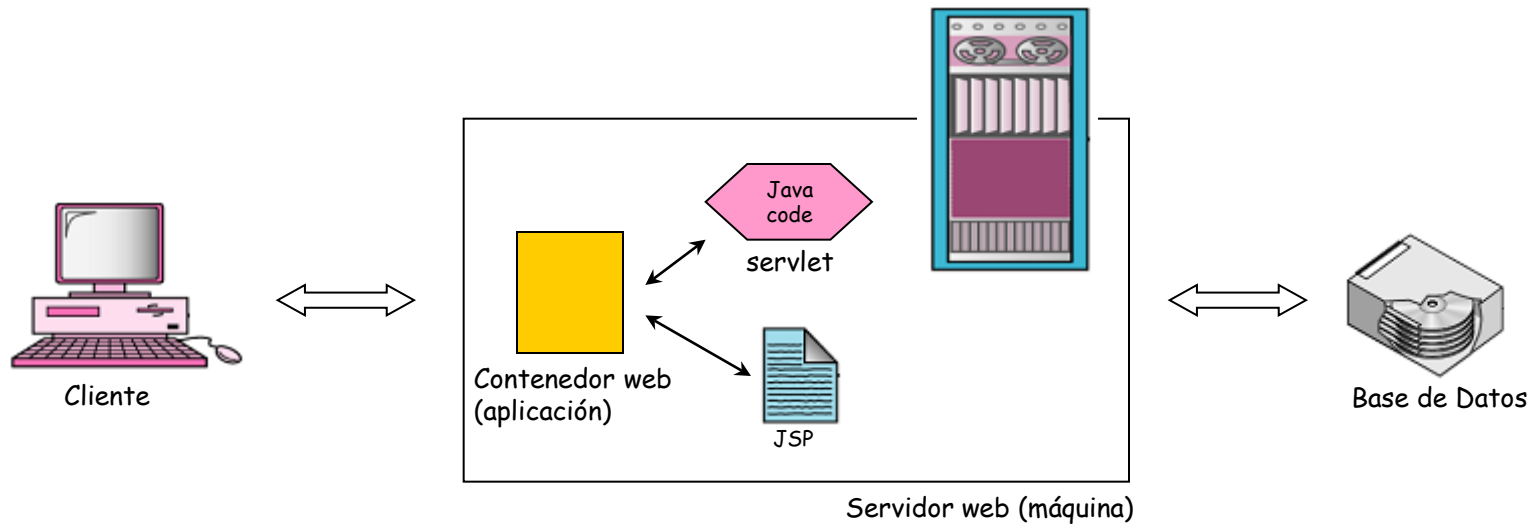 Java
code
servlet
Contenedor web
(aplicación)
JSP
Cliente
Base de Datos
Servidor web (máquina)